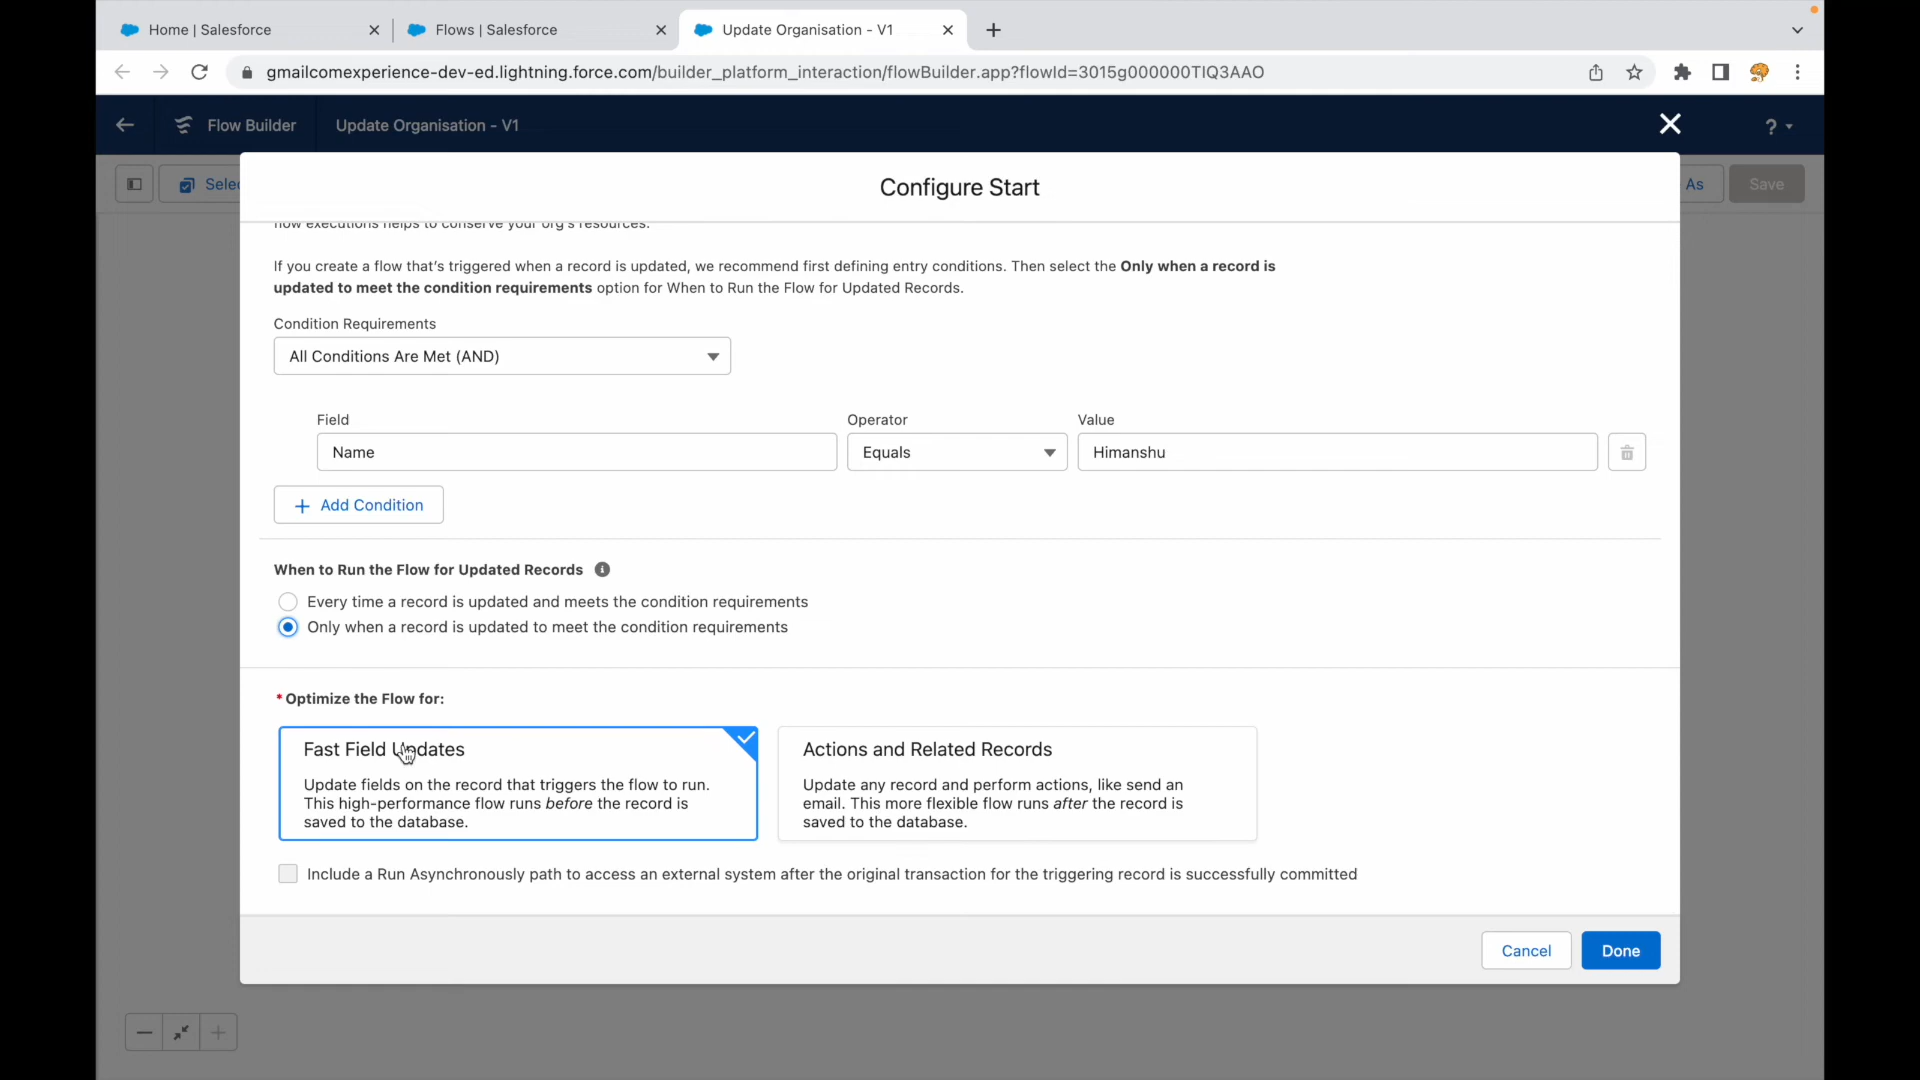 Home | Salesforce
Flows | Salesforce
Update Organisation - V1
gmailcomexperience-dev-ed.lightning.force.com/builder_platform_interaction/flowBuilder.app?flowId=3015g000000TIQ3AAO
Flow Builder
Update Organisation - V1
?
Selec
As
Save
Configure Start
flow executions helps to conserve your org's resources.
If you create a flow that's triggered when a record is updated, we recommend first defining entry conditions. Then select the Only when a record is
updated to meet the condition requirements option for When to Run the Flow for Updated Records.
Condition Requirements
All Conditions Are Met (AND)
Field
Operator
Value
Name
Equals
Himanshu
+ Add Condition
When to Run the Flow for Updated Records
Every time a record is updated and meets the condition requirements
Only when a record is updated to meet the condition requirements
* Optimize the Flow for:
Fast Field Updates
Update fields on the record that triggers the flow to run.
This high-performance flow runs before the record is
saved to the database.
Actions and Related Records
Update any record and perform actions, like send an
email. This more flexible flow runs after the record is
saved to the database.
Include a Run Asynchronously path to access an external system after the original transaction for the triggering record is successfully committed
Cancel
Done